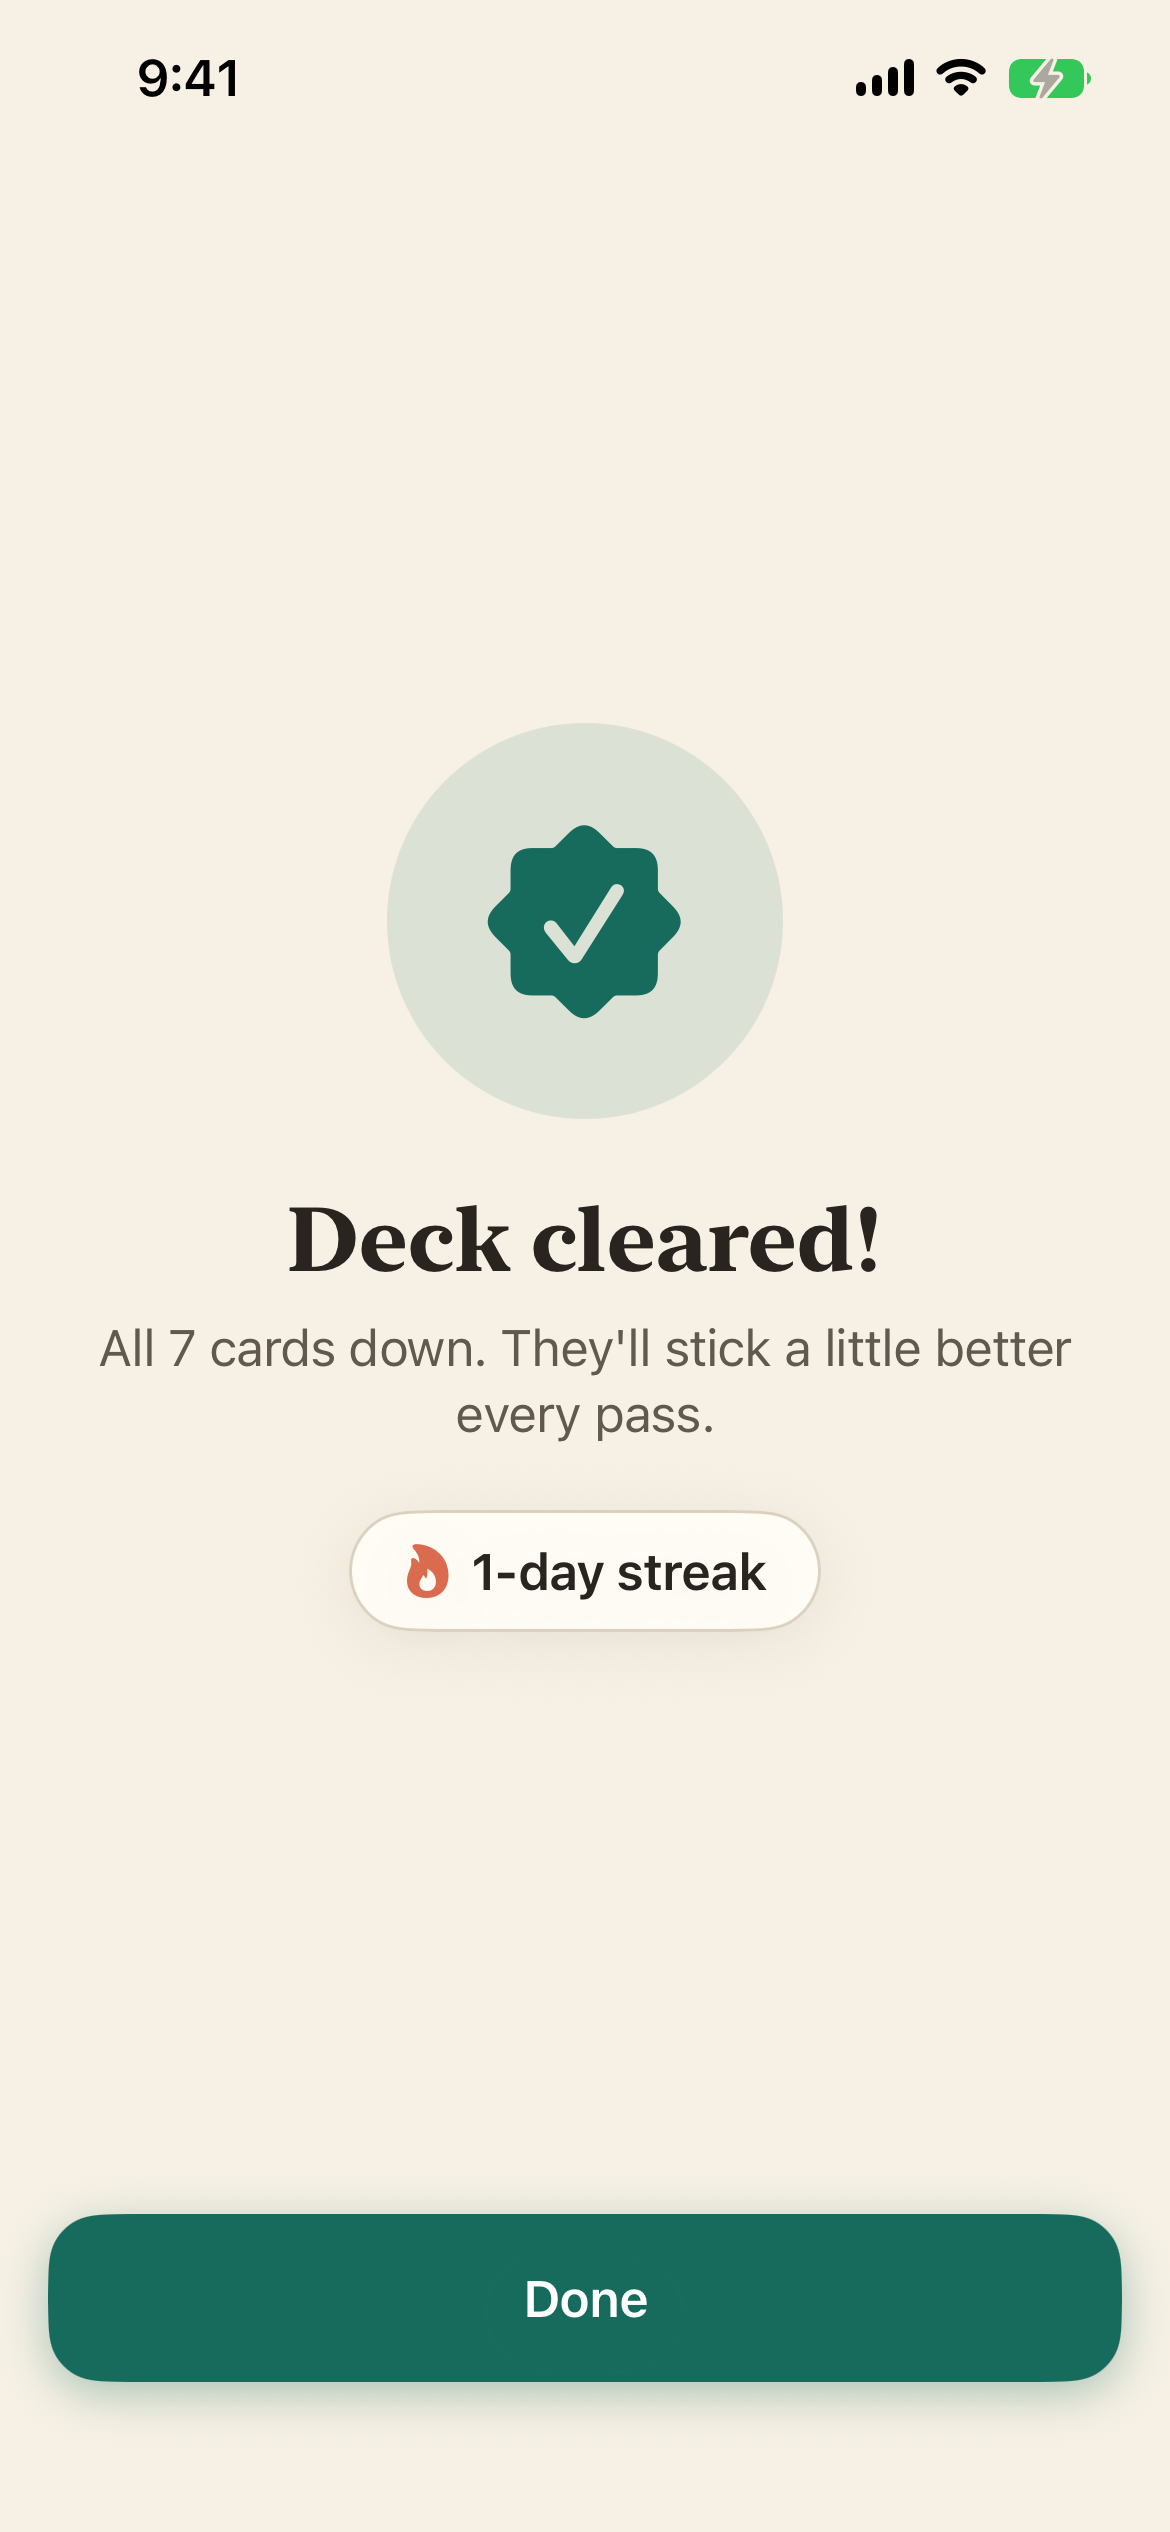 9:41
Deck cleared!
All 7 cards down. They'll stick a little better
every pass.
1-day streak
Done